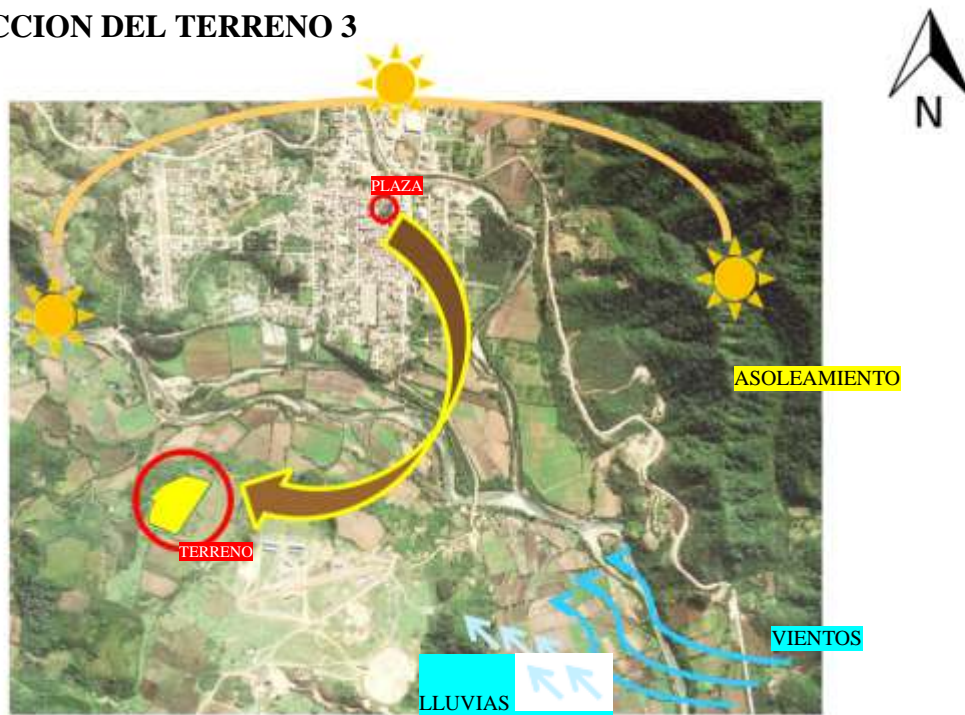 CCION DEL TERRENO 3
N
PLAZA
ASOLEAMIENTO
TERRENO
VIENTOS
LLUVIAS